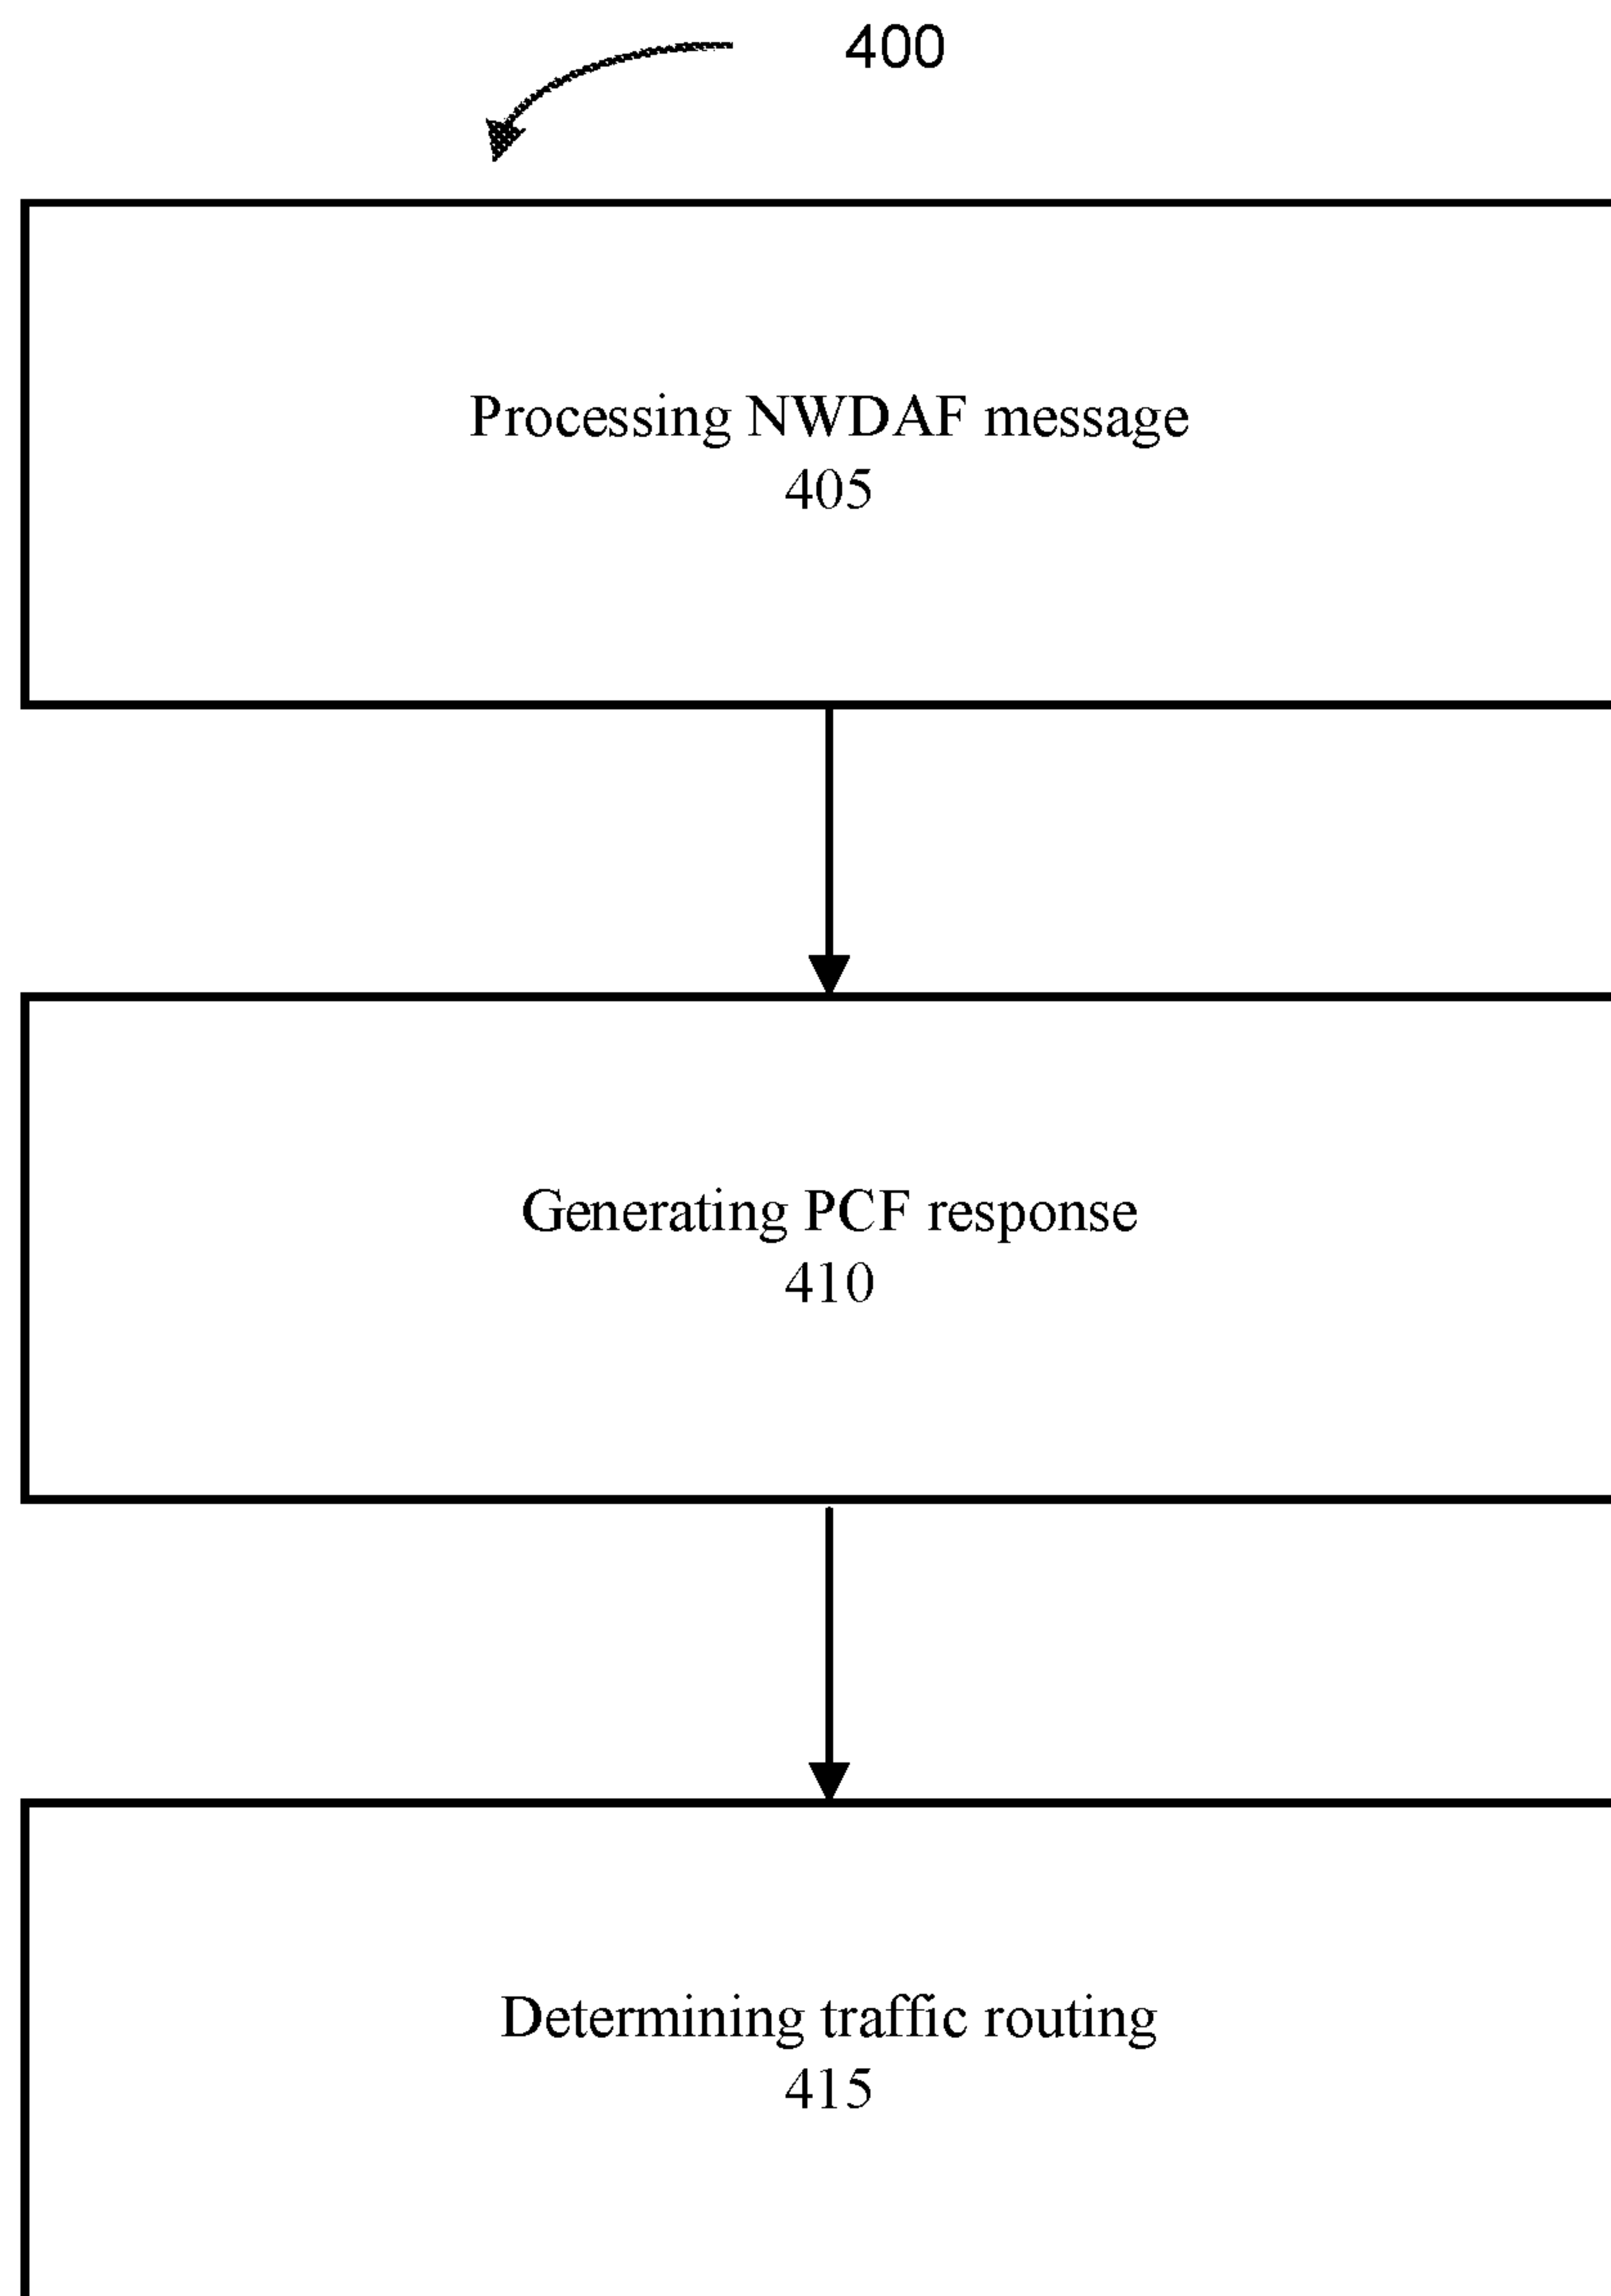 400
Processing NWDAF message
405
Generating PCF response
410
Determining traffic routing
415